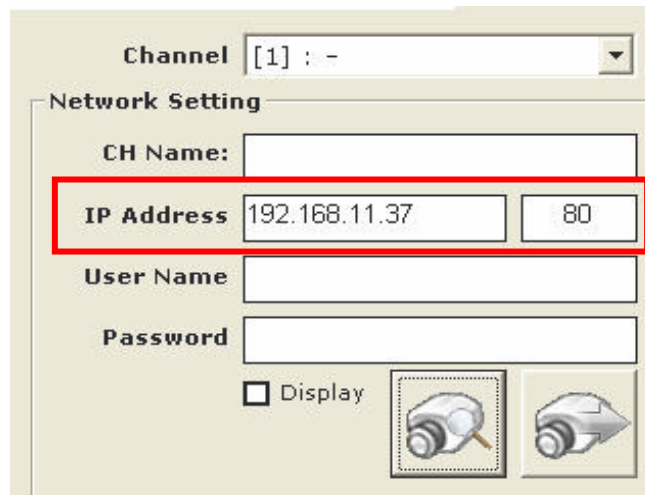 Channel [1] : -
Network Setting
CH Name:
IP Address 192.168.11.37 80
User Name
Password
Display